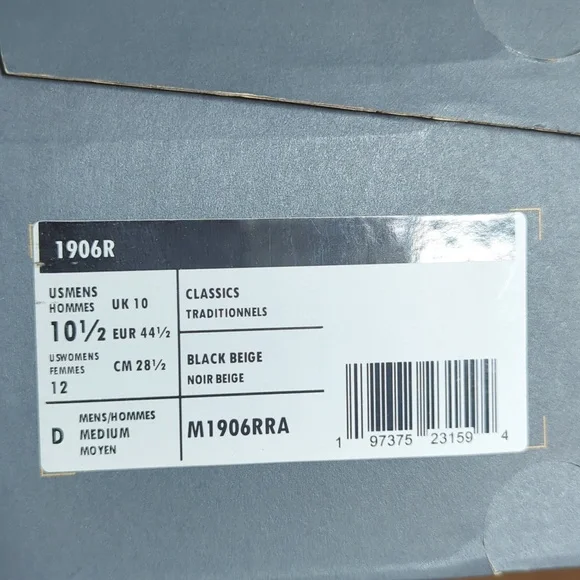 1906R
USMENS
HOMMES
10½
USWOMENS
FEMMES
12
UK 10
EUR 44½
CM 28½
CLASSICS
TRADITIONNELS
BLACK BEIGE
NOIR BEIGE
D
MENS/HOMMES
MEDIUM
MOYEN
M1906RRA
1 97375 23159 4